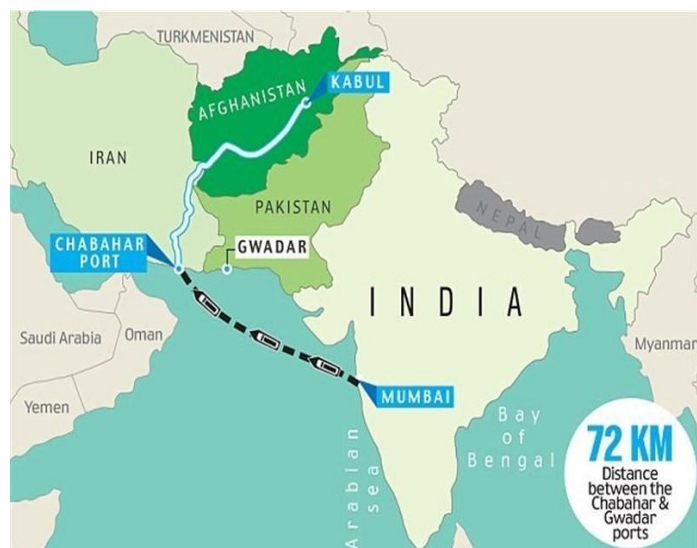 TURKMENISTAN
AFGHANISTAN
KABUL
IRAN
PAKISTAN
NEPAL
CHABAHAR
PORT
GWADAR
INDIA
Saudi Arabia
Oman
Myanmar
MUMBAI
Yemen
Arabian
sea
Bay
of
Bengal
72 KM
Distance
between the
Chabahar &
Gwadar
ports